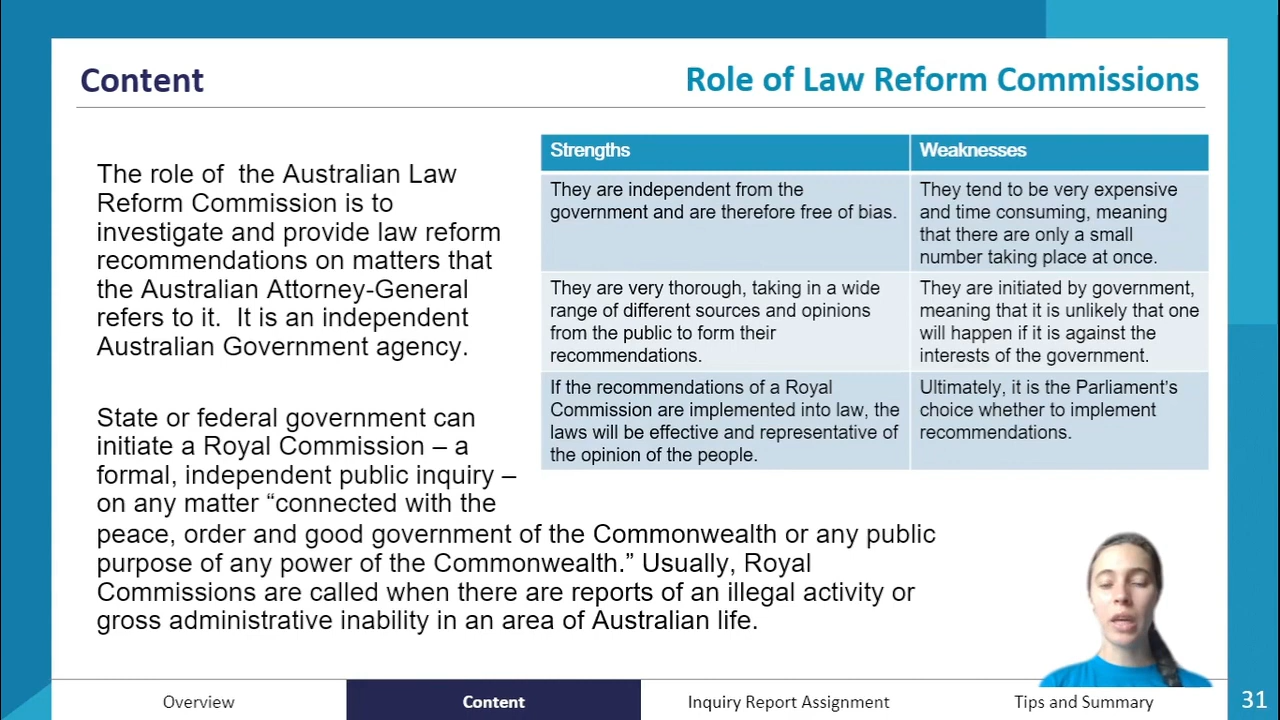 Content
Role of Law Reform Commissions
The role of  the Australian Law
Reform Commission is to
investigate and provide law reform
recommendations on matters that
the Australian Attorney-General
refers to it.  It is an independent
Australian Government agency.
State or federal government can
initiate a Royal Commission – a
formal, independent public inquiry –
on any matter “connected with the
peace, order and good government of the Commonwealth or any public
purpose of any power of the Commonwealth.” Usually, Royal
Commissions are called when there are reports of an illegal activity or
gross administrative inability in an area of Australian life.
Strengths
Weaknesses
They are independent from the
government and are therefore free of bias.
They tend to be very expensive
and time consuming, meaning
that there are only a small
number taking place at once.
They are very thorough, taking in a wide
range of different sources and opinions
from the public to form their
recommendations.
They are initiated by government,
meaning that it is unlikely that one
will happen if it is against the
interests of the government.
If the recommendations of a Royal
Commission are implemented into law, the
laws will be effective and representative of
the opinion of the people.
Ultimately, it is the Parliament’s
choice whether to implement
recommendations.
Overview
Content
Inquiry Report Assignment
Tips and Summary
31